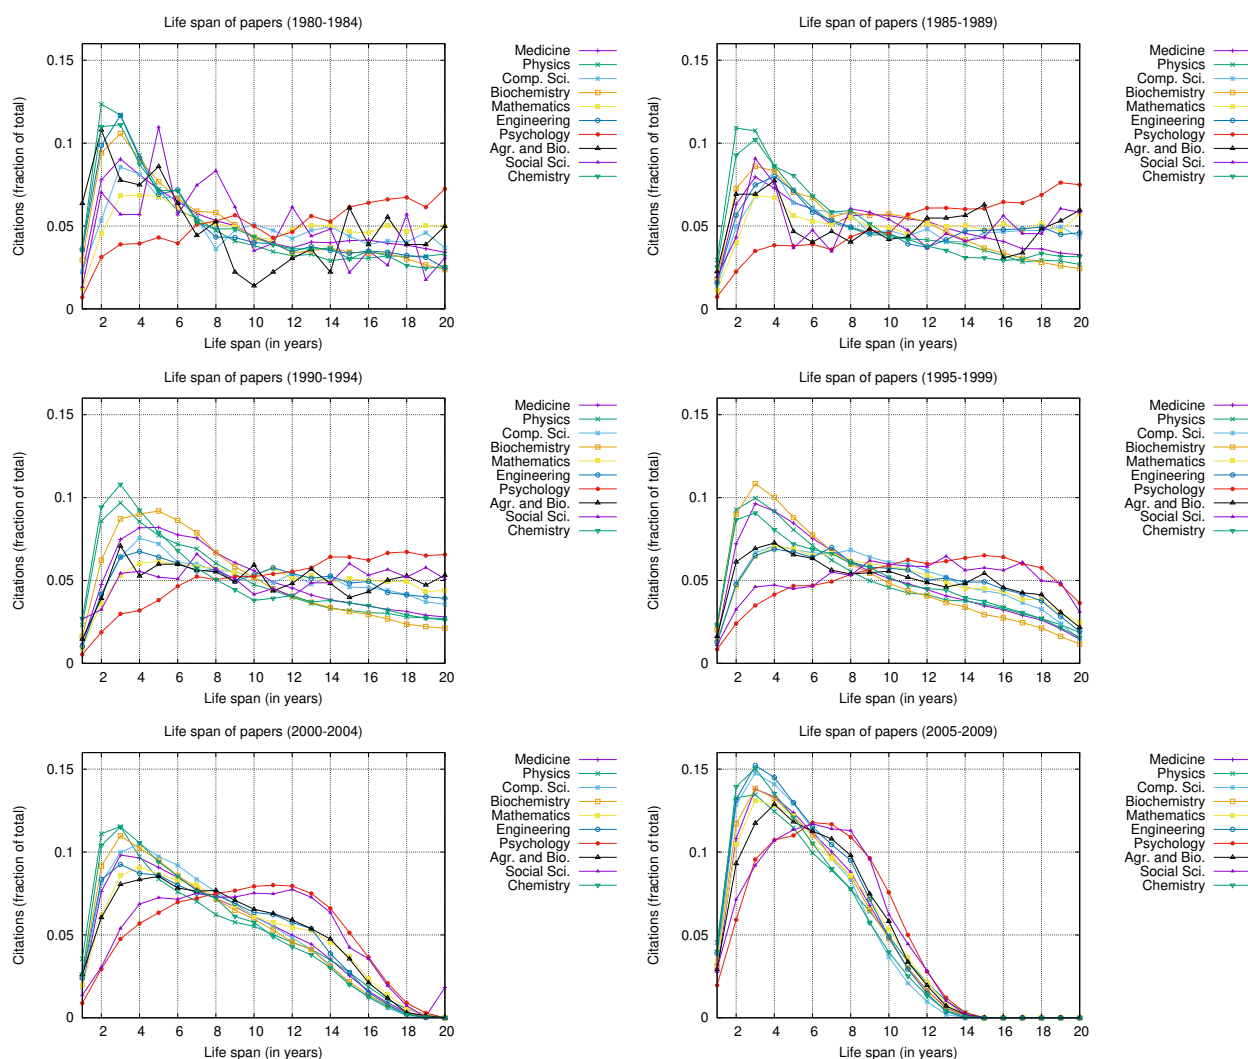 Life span of papers (1980-1984)
Citations (fraction of total)
0.15
0.1
0.05
0
2 4 6 8 10 12 14 16 18 20
Life span (in years)
Medicine
Physics
Comp. Sci.
Biochemistry
Mathematics
Engineering
Psychology
Agr. and Bio.
Social Sci.
Chemistry
Life span of papers (1985-1989)
Citations (fraction of total)
0.15
0.1
0.05
0
2 4 6 8 10 12 14 16 18 20
Life span (in years)
Medicine
Physics
Comp. Sci.
Biochemistry
Mathematics
Engineering
Psychology
Agr. and Bio.
Social Sci.
Chemistry
Life span of papers (1990-1994)
Citations (fraction of total)
0.15
0.1
0.05
0
2 4 6 8 10 12 14 16 18 20
Life span (in years)
Medicine
Physics
Comp. Sci.
Biochemistry
Mathematics
Engineering
Psychology
Agr. and Bio.
Social Sci.
Chemistry
Life span of papers (1995-1999)
Citations (fraction of total)
0.15
0.1
0.05
0
2 4 6 8 10 12 14 16 18 20
Life span (in years)
Medicine
Physics
Comp. Sci.
Biochemistry
Mathematics
Engineering
Psychology
Agr. and Bio.
Social Sci.
Chemistry
Life span of papers (2000-2004)
Citations (fraction of total)
0.15
0.1
0.05
0
2 4 6 8 10 12 14 16 18 20
Life span (in years)
Medicine
Physics
Comp. Sci.
Biochemistry
Mathematics
Engineering
Psychology
Agr. and Bio.
Social Sci.
Chemistry
Life span of papers (2005-2009)
Citations (fraction of total)
0.15
0.1
0.05
0
2 4 6 8 10 12 14 16 18 20
Life span (in years)
Medicine
Physics
Comp. Sci.
Biochemistry
Mathematics
Engineering
Psychology
Agr. and Bio.
Social Sci.
Chemistry